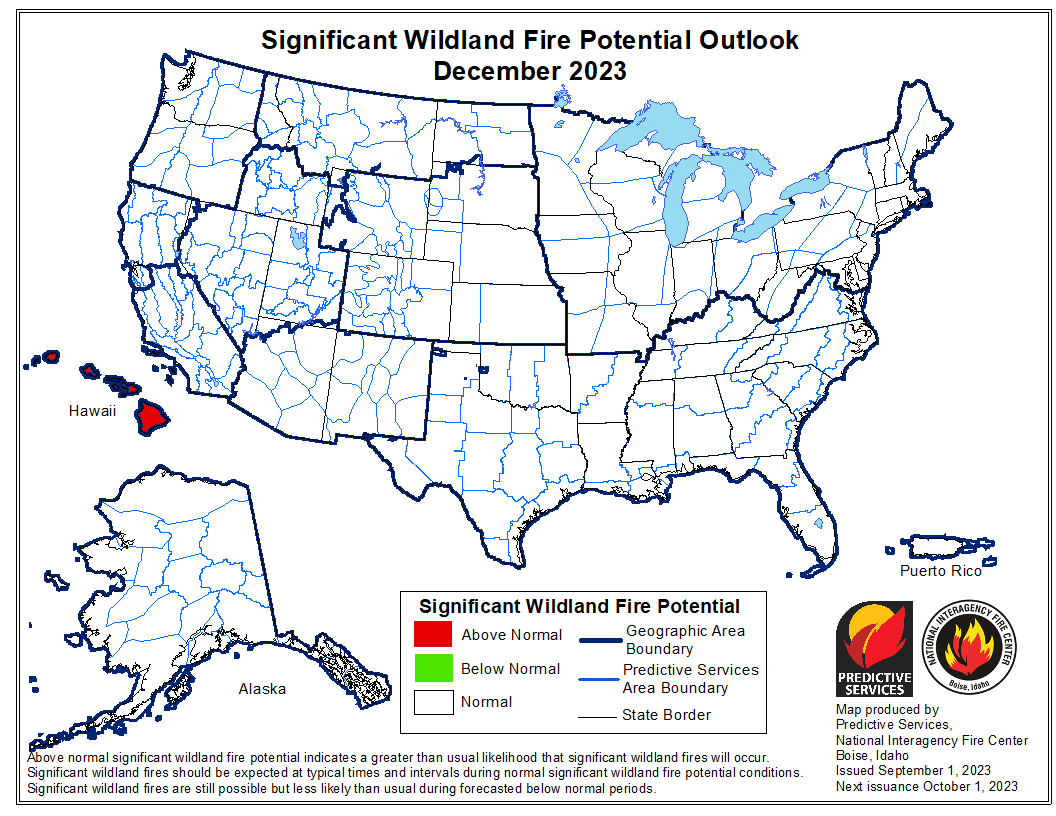 Significant Wildland Fire Potential Outlook
December 2023
Hawaii
Puerto Rico
Alaska
Significant Wildland Fire Potential
Above Normal
Below Normal
Normal
Geographic Area
Boundary
Predictive Services
Area Boundary
State Border
PREDICTIVE
SERVICES
NATIONAL INTERAGENCY FIRE CENTER
Boise, Idaho
Map produced by
Predictive Services,
National Interagency Fire Center
Boise, Idaho
Issued September 1, 2023
Next issuance October 1, 2023
Above normal significant wildland fire potential indicates a greater than usual likelihood that significant wildland fires will occur.
Significant wildland fires should be expected at typical times and intervals during normal significant wildland fire potential conditions.
Significant wildland fires are still possible but less likely than usual during forecasted below normal periods.